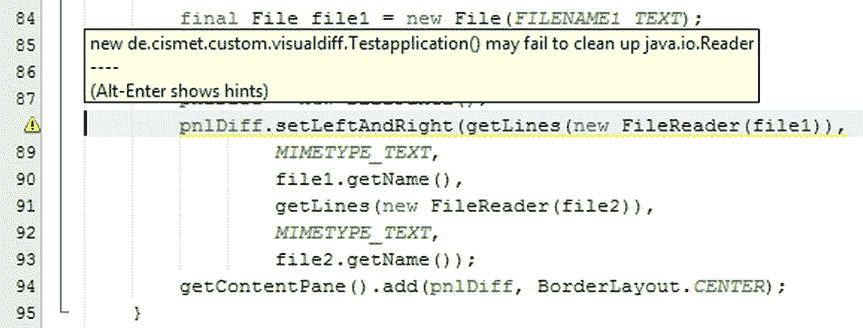 84 final File file1 = new File(FILENAME1_TEXT);
85 new de.cismet.custom.visualdiff.Testapplication() may fail to clean up java.io.Reader
86 ----
(Alt-Enter shows hints)
87
pnlDiff.setLeftAndRight(getLines(new FileReader(file1)),
89 MIMETYPE_TEXT,
90 file1.getName(),
91 getLines(new FileReader(file2)),
92 MIMETYPE_TEXT,
93 file2.getName());
94 getContentPane().add(pnlDiff, BorderLayout.CENTER);
95 }